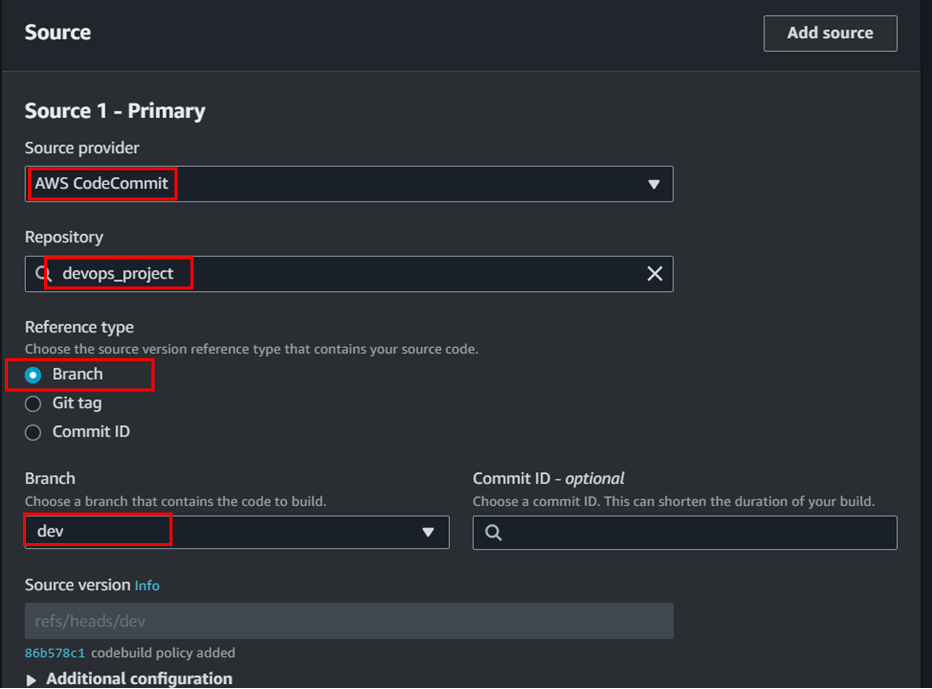 Source
Add source
Source 1 - Primary
Source provider
AWS CodeCommit
Repository
devops_project
Reference type
Choose the source version reference type that contains your source code.
Branch
Git tag
Commit ID
Branch
Choose a branch that contains the code to build.
dev
Commit ID - optional
Choose a commit ID. This can shorten the duration of your build.
Source version Info
refs/heads/dev
86b578c1 codebuild policy added
Additional configuration